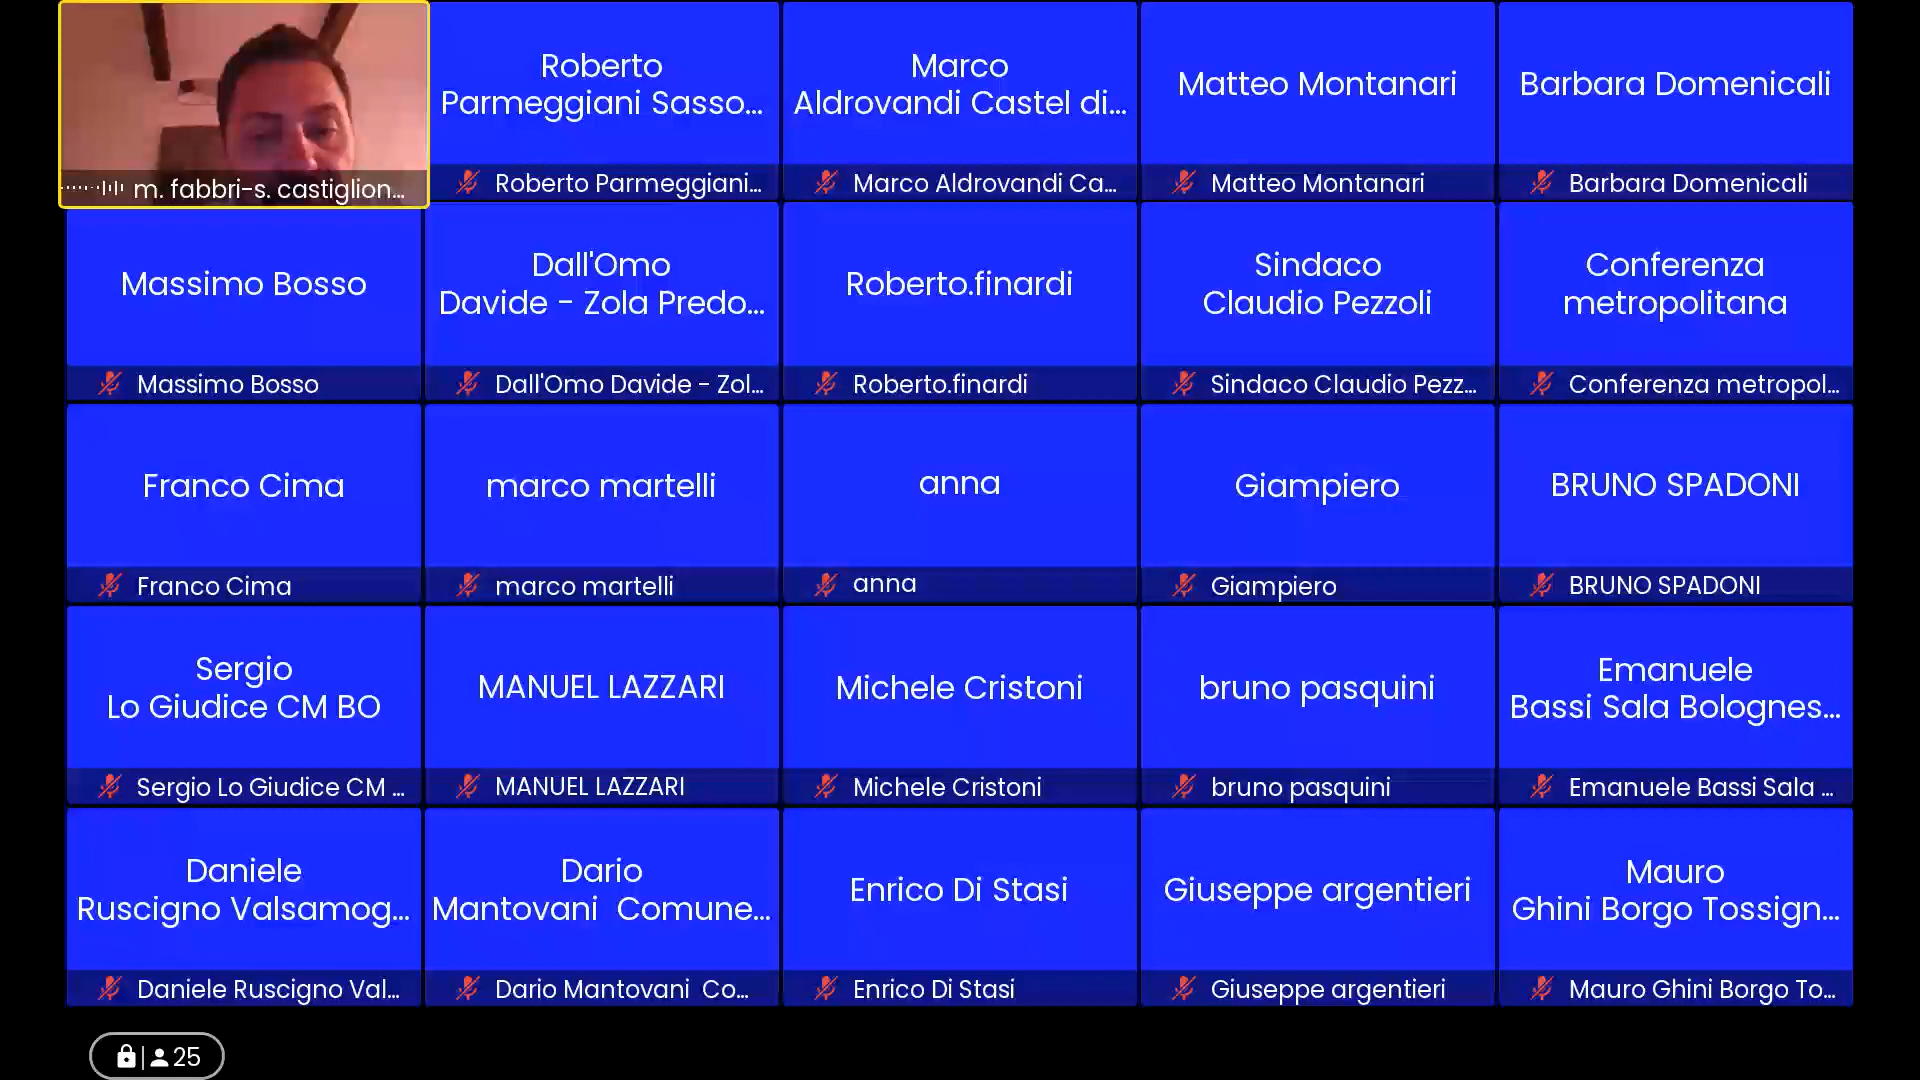 m. fabbri-s. castiglion...
Roberto
Parmeggiani Sasso...
Roberto Parmeggiani...
Marco
Aldrovandi Castel di...
Marco Aldrovandi Ca...
Matteo Montanari
Matteo Montanari
Barbara Domenicali
Barbara Domenicali
Massimo Bosso
Massimo Bosso
Dall'Omo
Davide - Zola Predo...
Dall'Omo Davide - Zol...
Roberto.finardi
Roberto.finardi
Sindaco
Claudio Pezzoli
Sindaco Claudio Pezz...
Conferenza
metropolitana
Conferenza metropol...
Franco Cima
Franco Cima
marco martelli
marco martelli
anna
anna
Giampiero
Giampiero
BRUNO SPADONI
BRUNO SPADONI
Sergio
Lo Giudice CM BO
Sergio Lo Giudice CM ...
MANUEL LAZZARI
MANUEL LAZZARI
Michele Cristoni
Michele Cristoni
bruno pasquini
bruno pasquini
Emanuele
Bassi Sala Bolognes...
Emanuele Bassi Sala ...
Daniele
Ruscigno Valsamog...
Daniele Ruscigno Val...
Dario
Mantovani  Comune...
Dario Mantovani  Co...
Enrico Di Stasi
Enrico Di Stasi
Giuseppe argentieri
Giuseppe argentieri
Mauro
Ghini Borgo Tossign...
Mauro Ghini Borgo To...
25